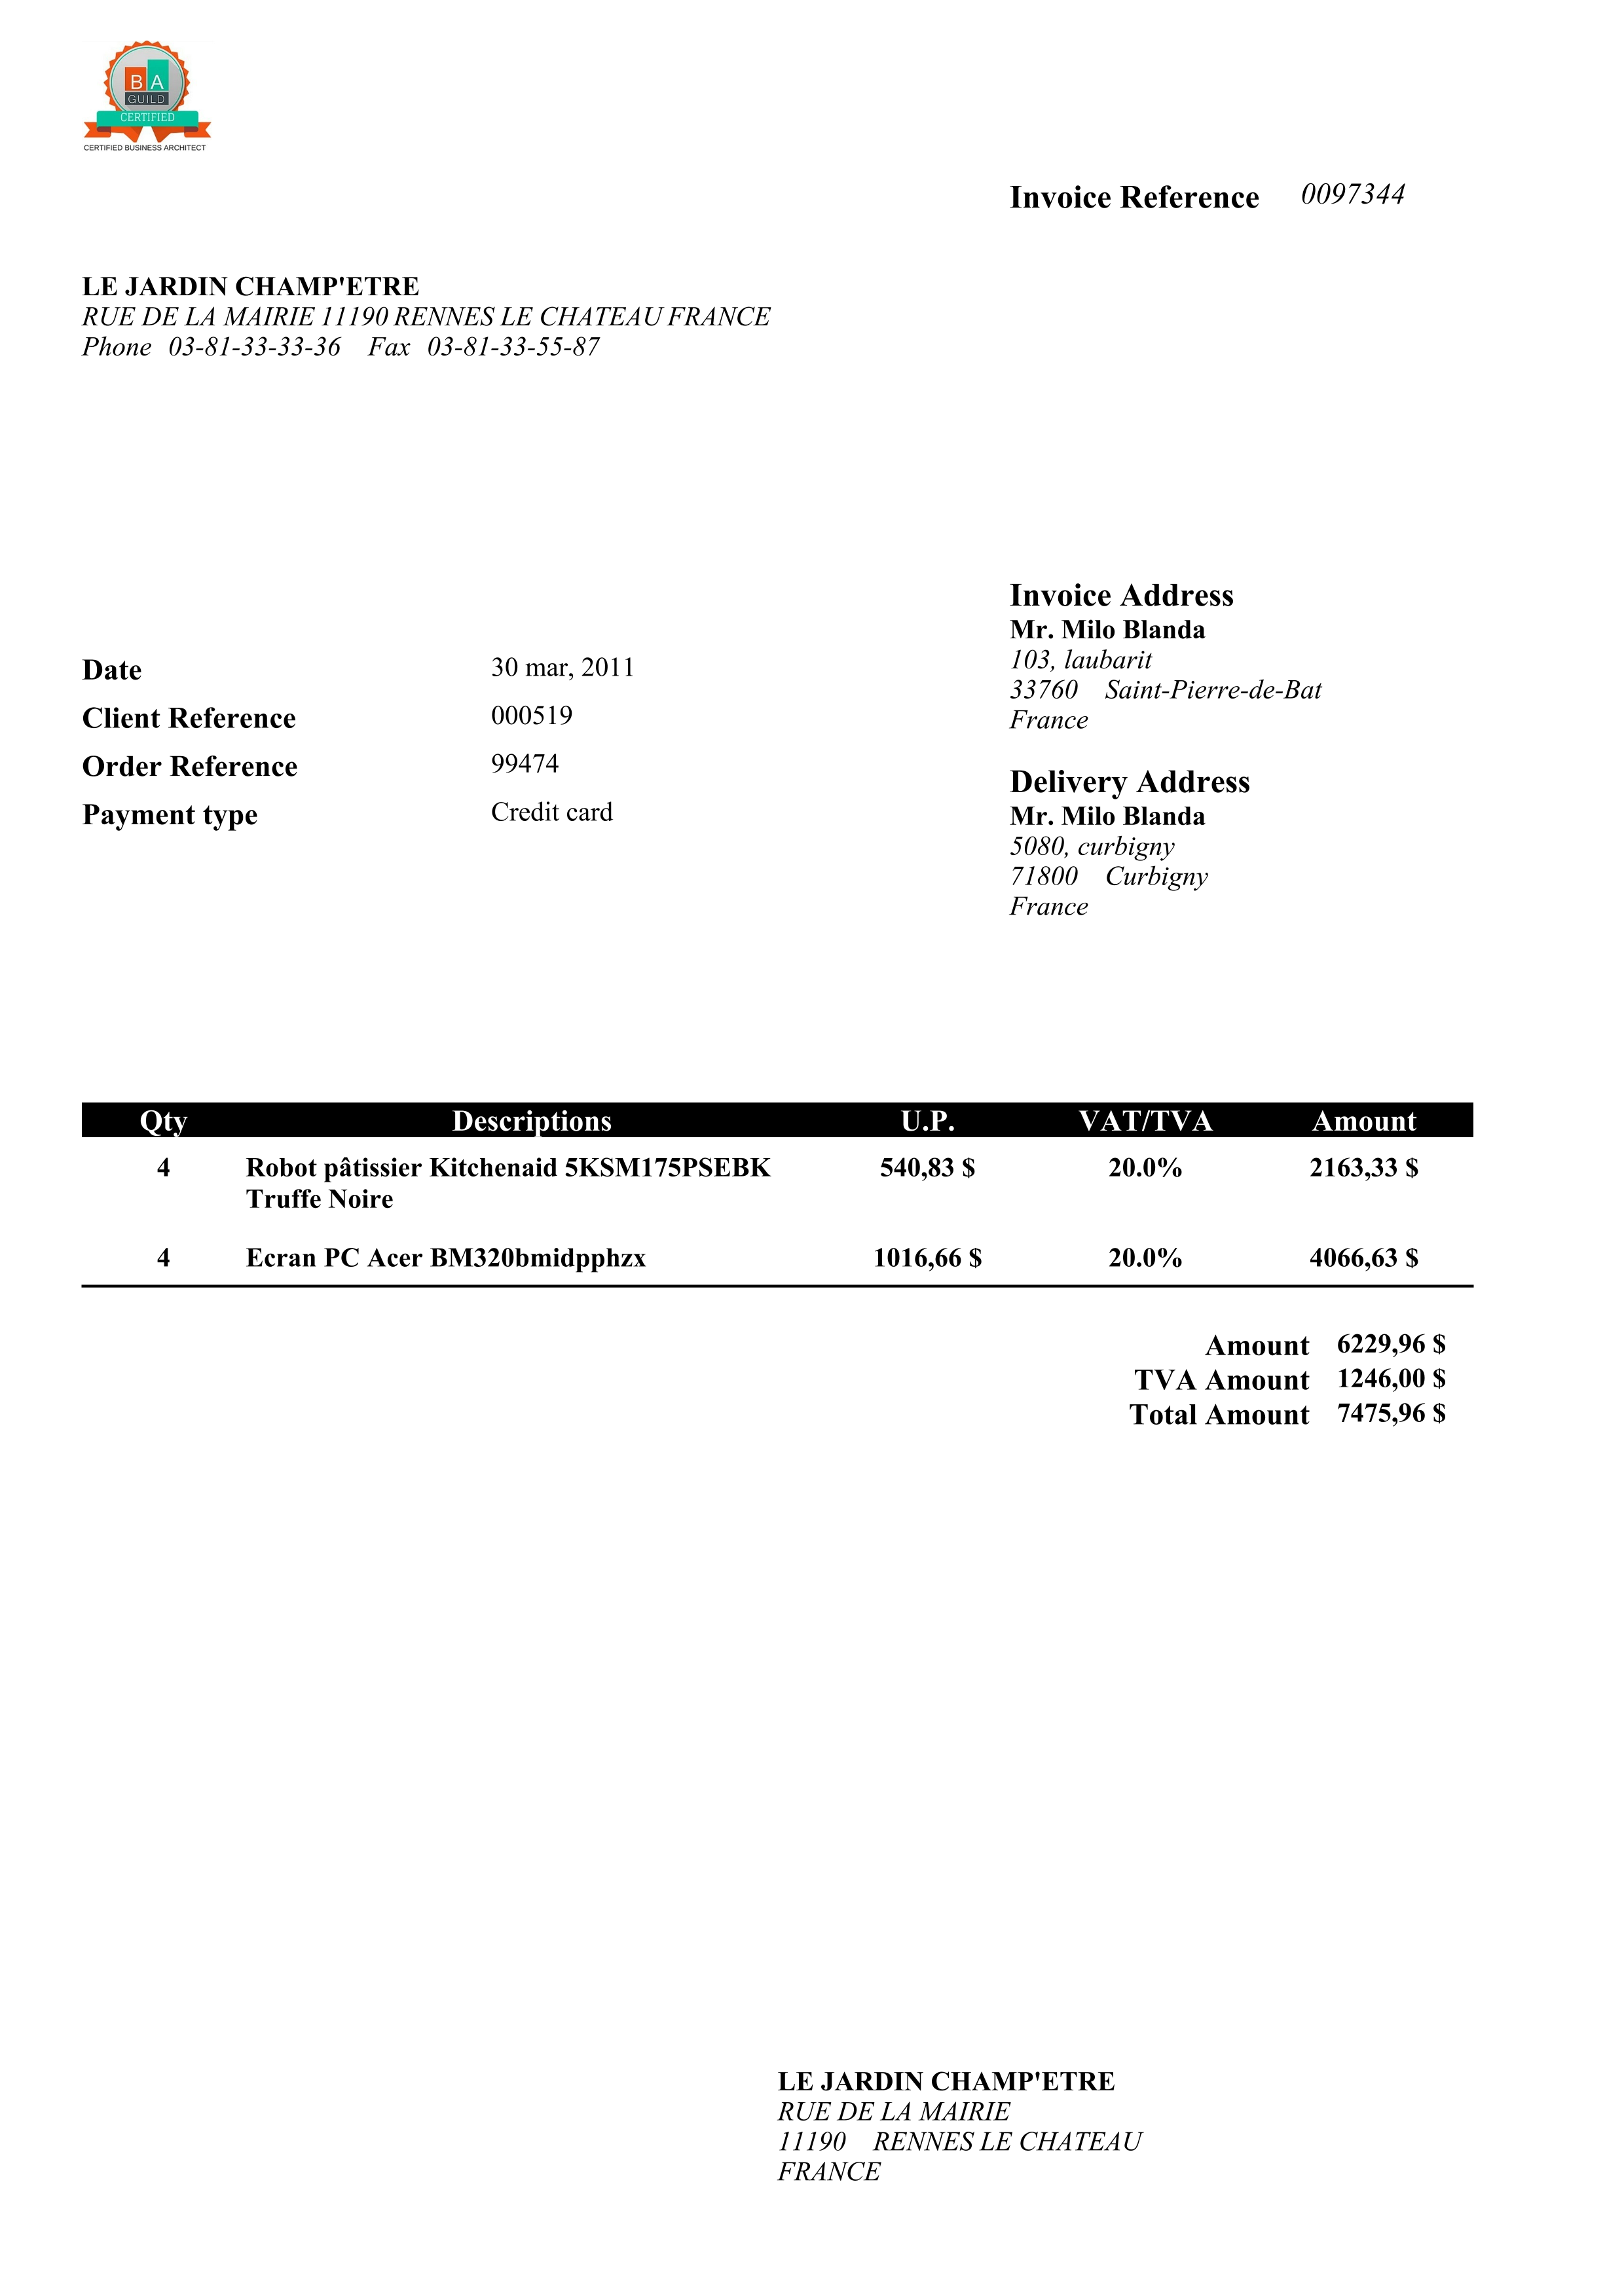 B A
GUILD
CERTIFIED
CERTIFIED BUSINESS ARCHITECT
Invoice Reference 0097344
LE JARDIN CHAMP'ETRE
RUE DE LA MAIRIE 11190 RENNES LE CHATEAU FRANCE
Phone 03-81-33-33-36 Fax 03-81-33-55-87
Invoice Address
Mr. Milo Blanda
103, laubarit
33760 Saint-Pierre-de-Bat
France
Date 30 mar, 2011
Client Reference 000519
Order Reference 99474
Payment type Credit card
Delivery Address
Mr. Milo Blanda
5080, curbigny
71800 Curbigny
France
Qty Descriptions U.P. VAT/TVA Amount
4 Robot pâtissier Kitchenaid 5KSM175PSEBK 540,83 $ 20.0% 2163,33 $
Truffe Noire
4 Ecran PC Acer BM320bmidpphzx 1016,66 $ 20.0% 4066,63 $
Amount 6229,96 $
TVA Amount 1246,00 $
Total Amount 7475,96 $
LE JARDIN CHAMP'ETRE
RUE DE LA MAIRIE
11190 RENNES LE CHATEAU
FRANCE